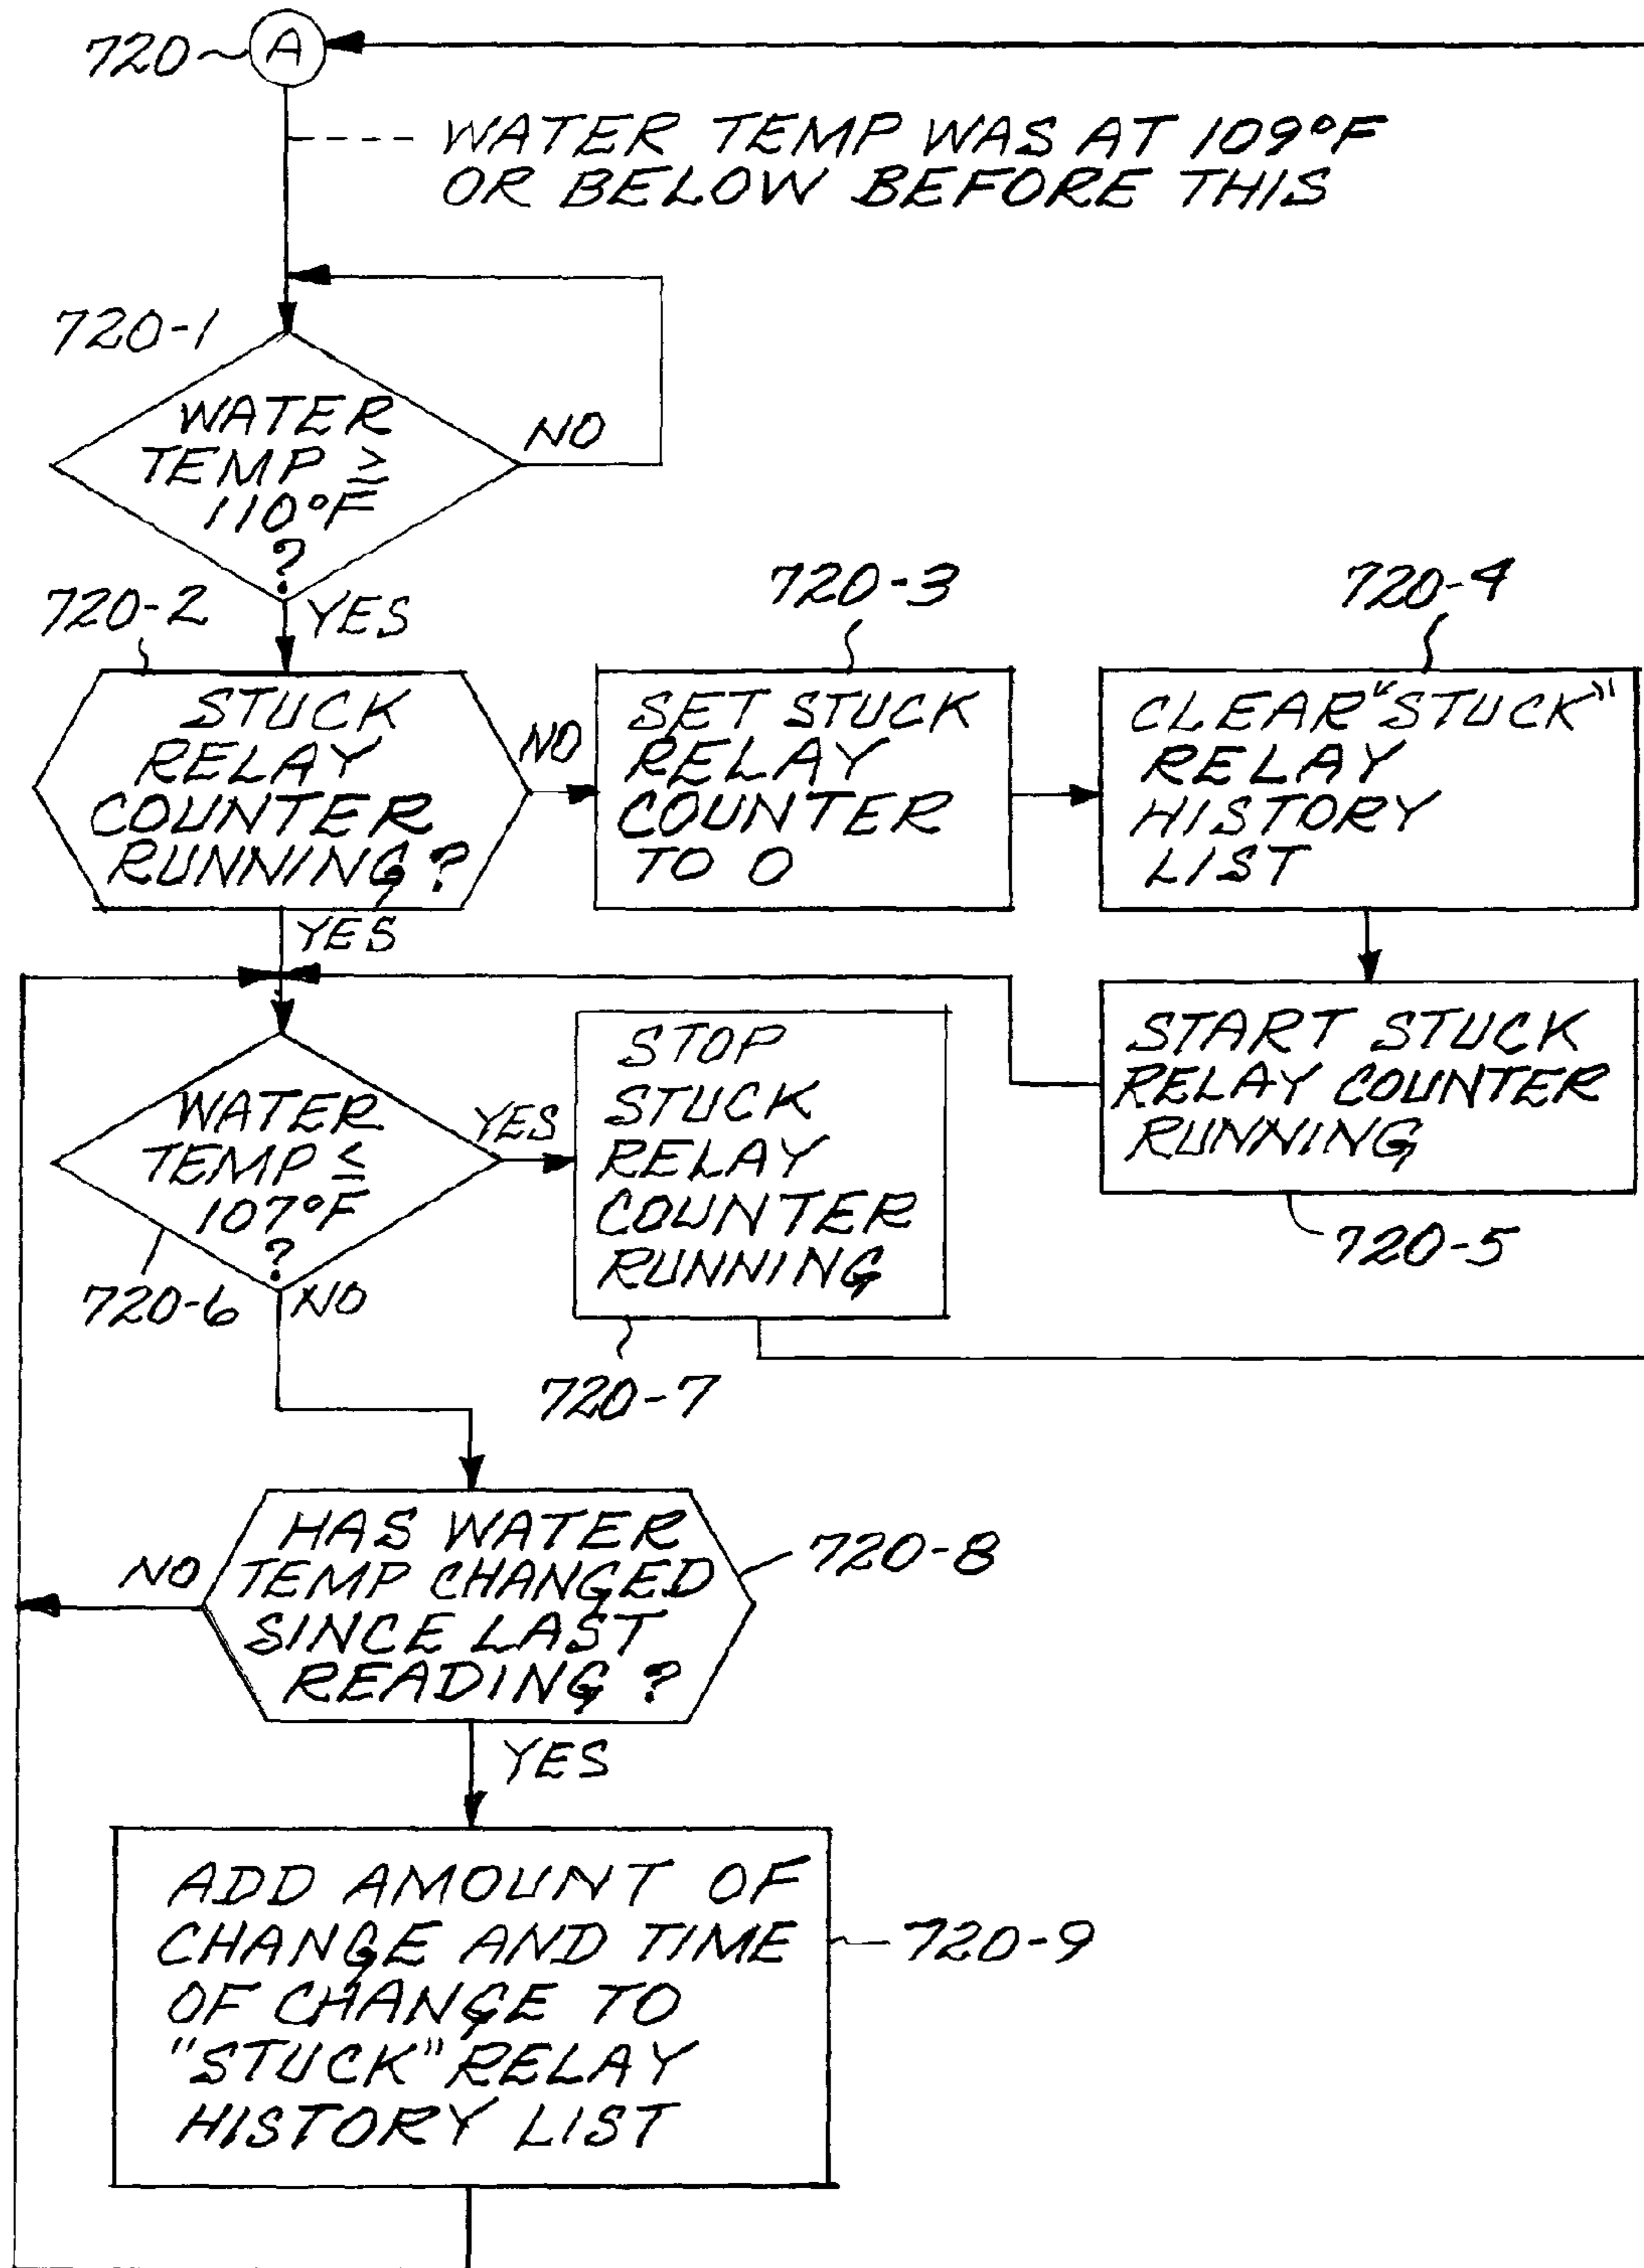 720
A
WATER TEMP WAS AT 109°F
OR BELOW BEFORE THIS
720-1
WATER
TEMP ≥
110°F
?
NO
YES
720-2
STUCK
RELAY
COUNTER
RUNNING?
NO
YES
720-3
SET STUCK
RELAY
COUNTER
TO 0
720-4
CLEAR "STUCK"
RELAY
HISTORY
LIST
START STUCK
RELAY COUNTER
RUNNING
720-5
WATER
TEMP ≤
107°F
?
YES
720-6
NO
STOP
STUCK
RELAY
COUNTER
RUNNING
720-7
HAS WATER
TEMP CHANGED
SINCE LAST
READING?
720-8
NO
YES
ADD AMOUNT OF
CHANGE AND TIME
OF CHANGE TO
"STUCK" RELAY
HISTORY LIST
720-9